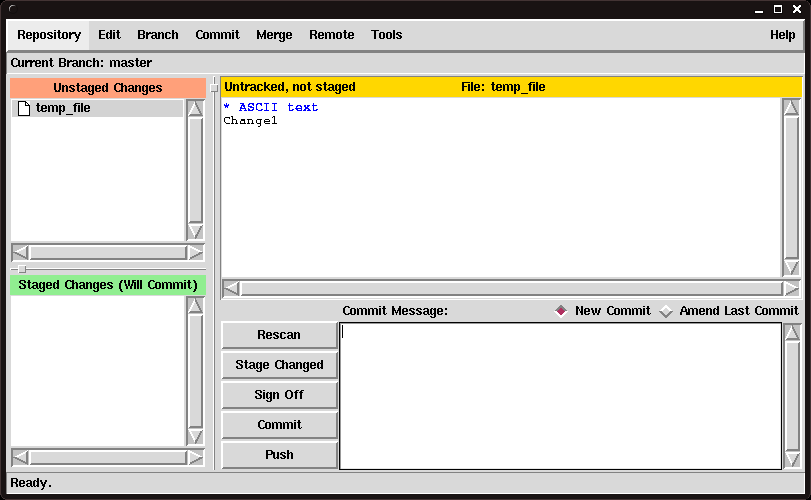 Repository Edit Branch Commit Merge Remote Tools Help
Current Branch: master
Unstaged Changes
temp_file
Untracked, not staged File: temp_file
* ASCII text
Change1
Staged Changes (Will Commit)
Commit Message: New Commit Amend Last Commit
Rescan
Stage Changed
Sign Off
Commit
Push
Ready.